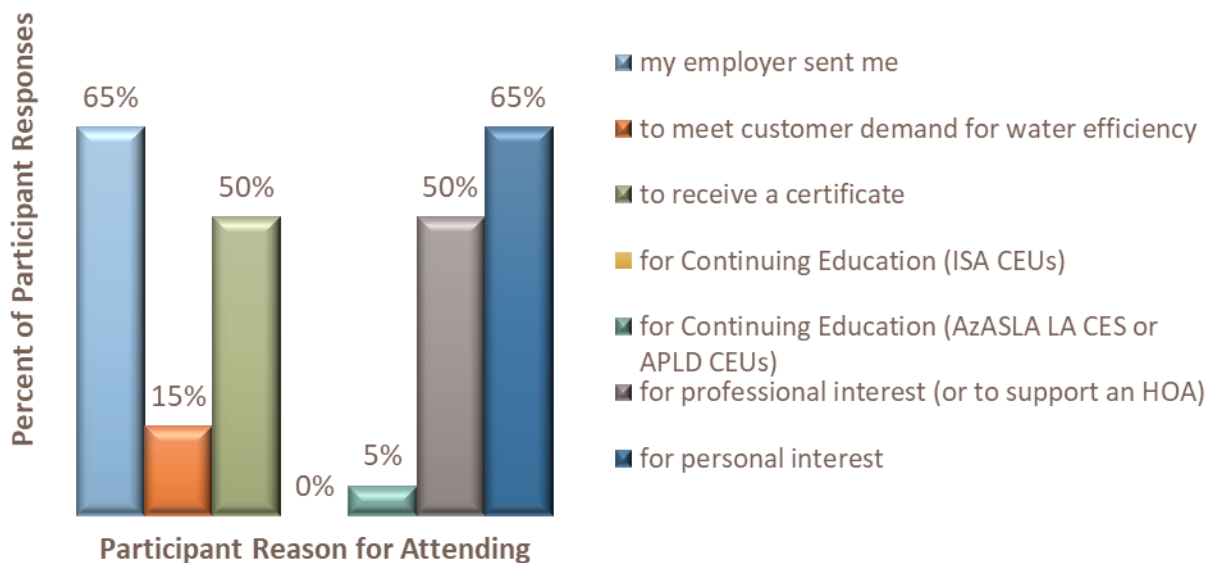 Percent of Participant Responses
65%
15%
50%
0%
5%
50%
65%
Participant Reason for Attending
my employer sent me
to meet customer demand for water efficiency
to receive a certificate
for Continuing Education (ISA CEUs)
for Continuing Education (AzASLA LA CES or
APLD CEUs)
for professional interest (or to support an HOA)
for personal interest